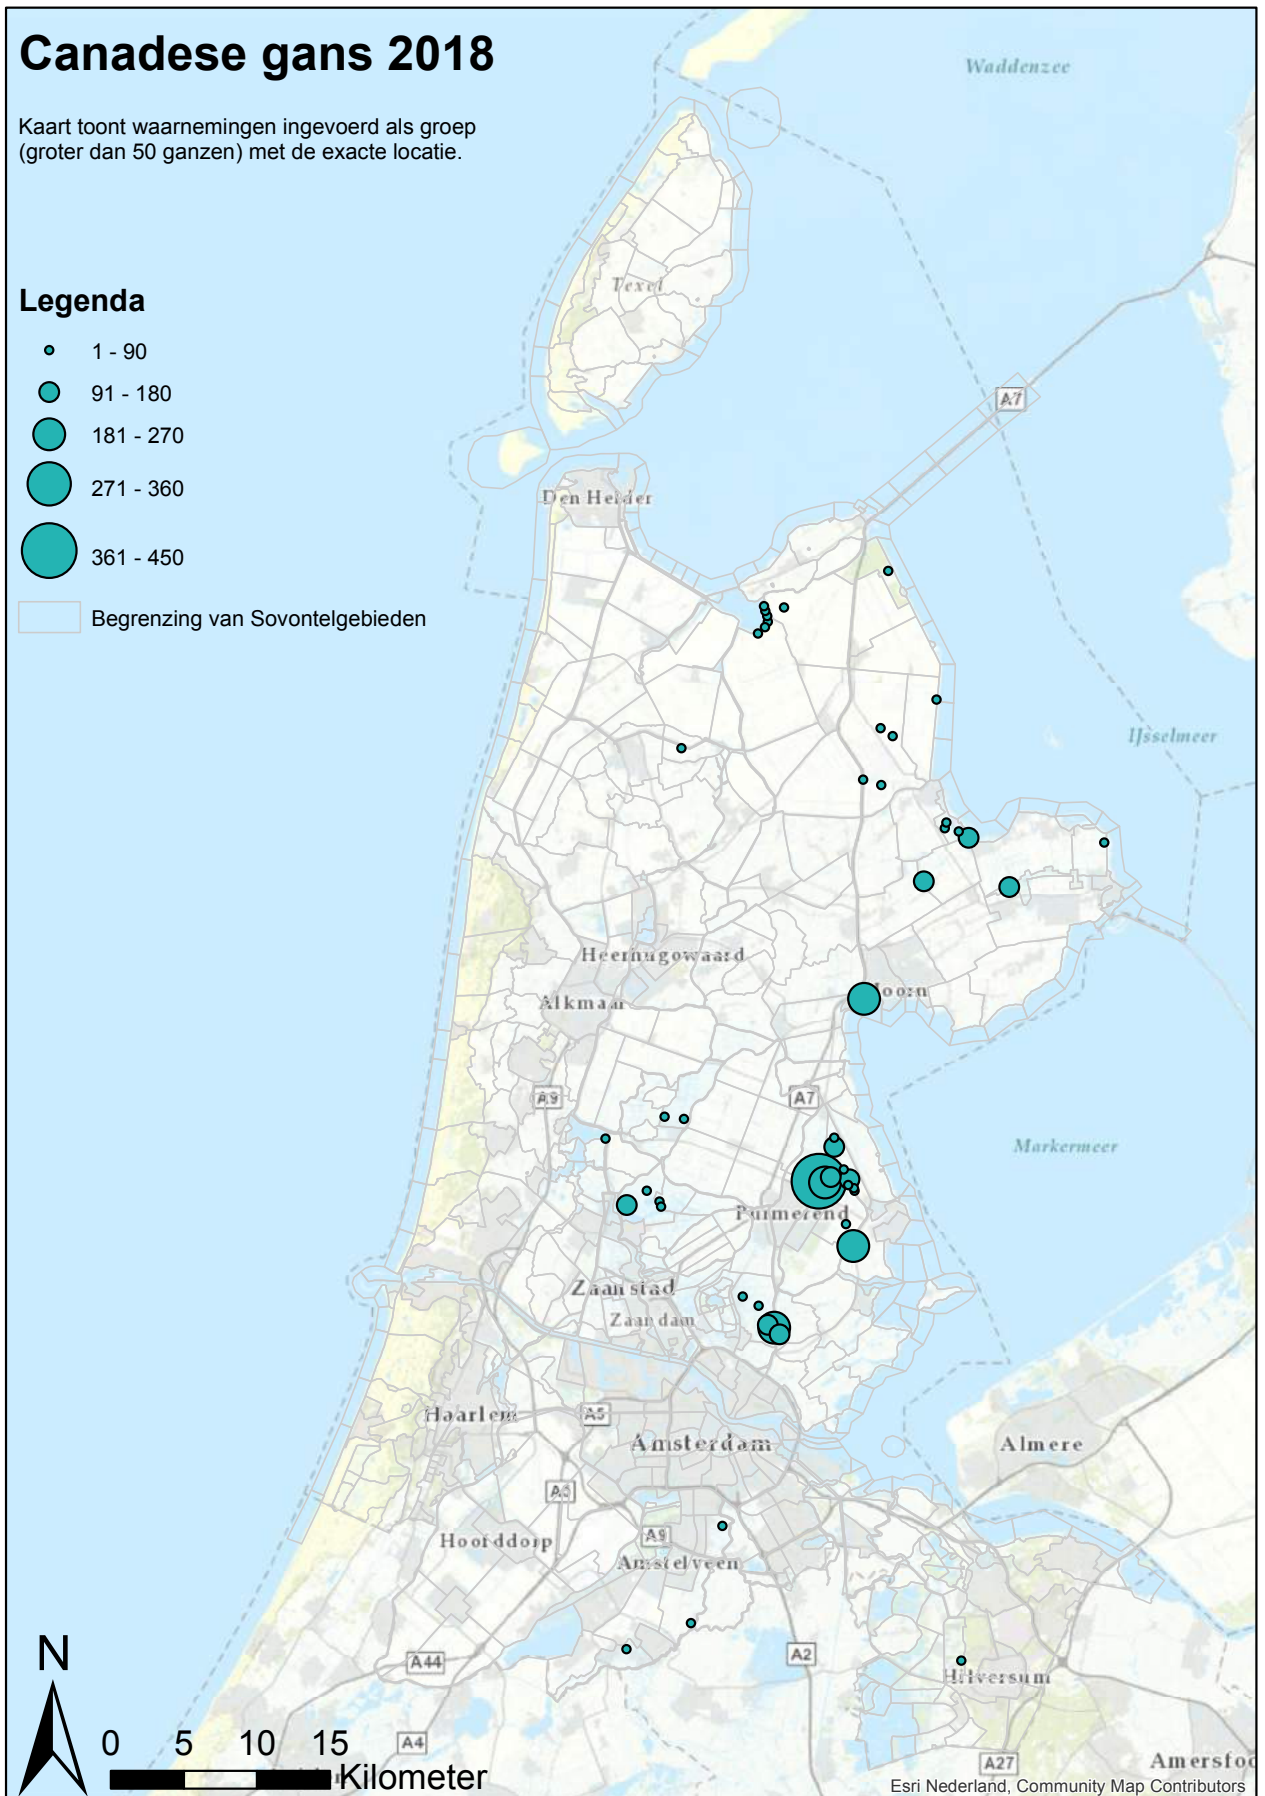 Canadese gans 2018
Kaart toont waarnemingen ingevoerd als groep
(groter dan 50 ganzen) met de exacte locatie.
Legenda
1 - 90
91 - 180
181 - 270
271 - 360
361 - 450
Begrenzing van Sovontelgebieden
Waddenzee
Texel
A7
Den Helder
IJsselmeer
Heerhugowaard
Alkmaar
Hoorn
A9
A7
Markermeer
Purmerend
Zaanstad
Zaandam
Haarlem
A5
Amsterdam
Almere
Hoofddorp
A9
Amstelveen
A44
A2
Hilversum
N
0 5 10 15
Kilometer
A4
A27
Amersfoo
Esri Nederland, Community Map Contributors